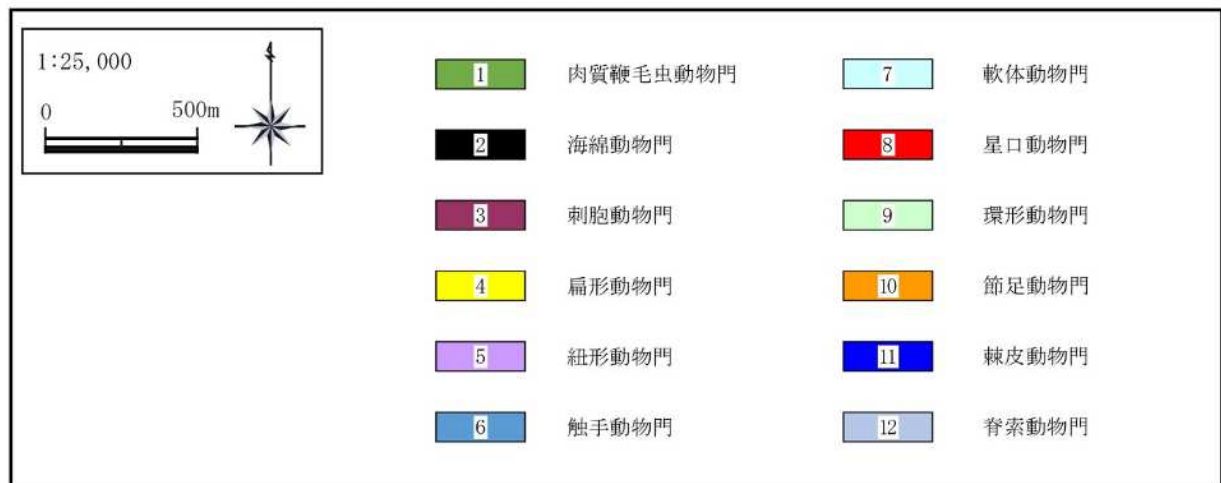 1:25,000
0 500m
1 肉質鞭毛虫動物門
2 海綿動物門
3 刺胞動物門
4 扁形動物門
5 紐形動物門
6 触手動物門
7 軟体動物門
8 星口動物門
9 環形動物門
10 節足動物門
11 棘皮動物門
12 脊索動物門